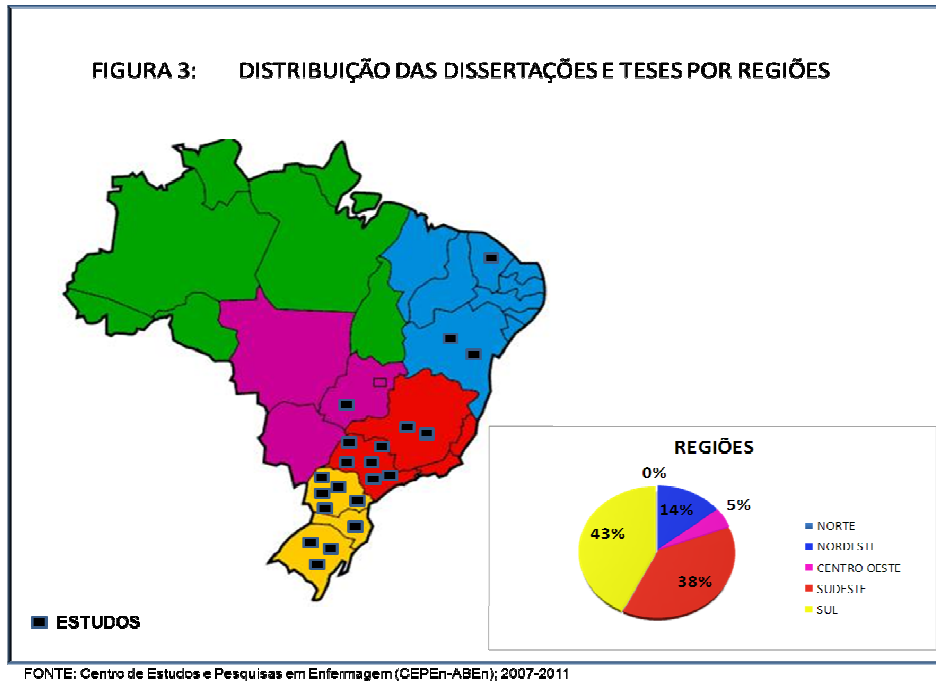 FIGURA 3: DISTRIBUIÇÃO DAS DISSERTAÇÕES E TESES POR REGIÕES
REGIÕES
0%
14%
5%
43%
38%
NORTE
NORDESTE
CENTRO OESTE
SUDESTE
SUL
ESTUDOS
FONTE: Centro de Estudos e Pesquisas em Enfermagem (CEPEn-ABEn); 2007-2011